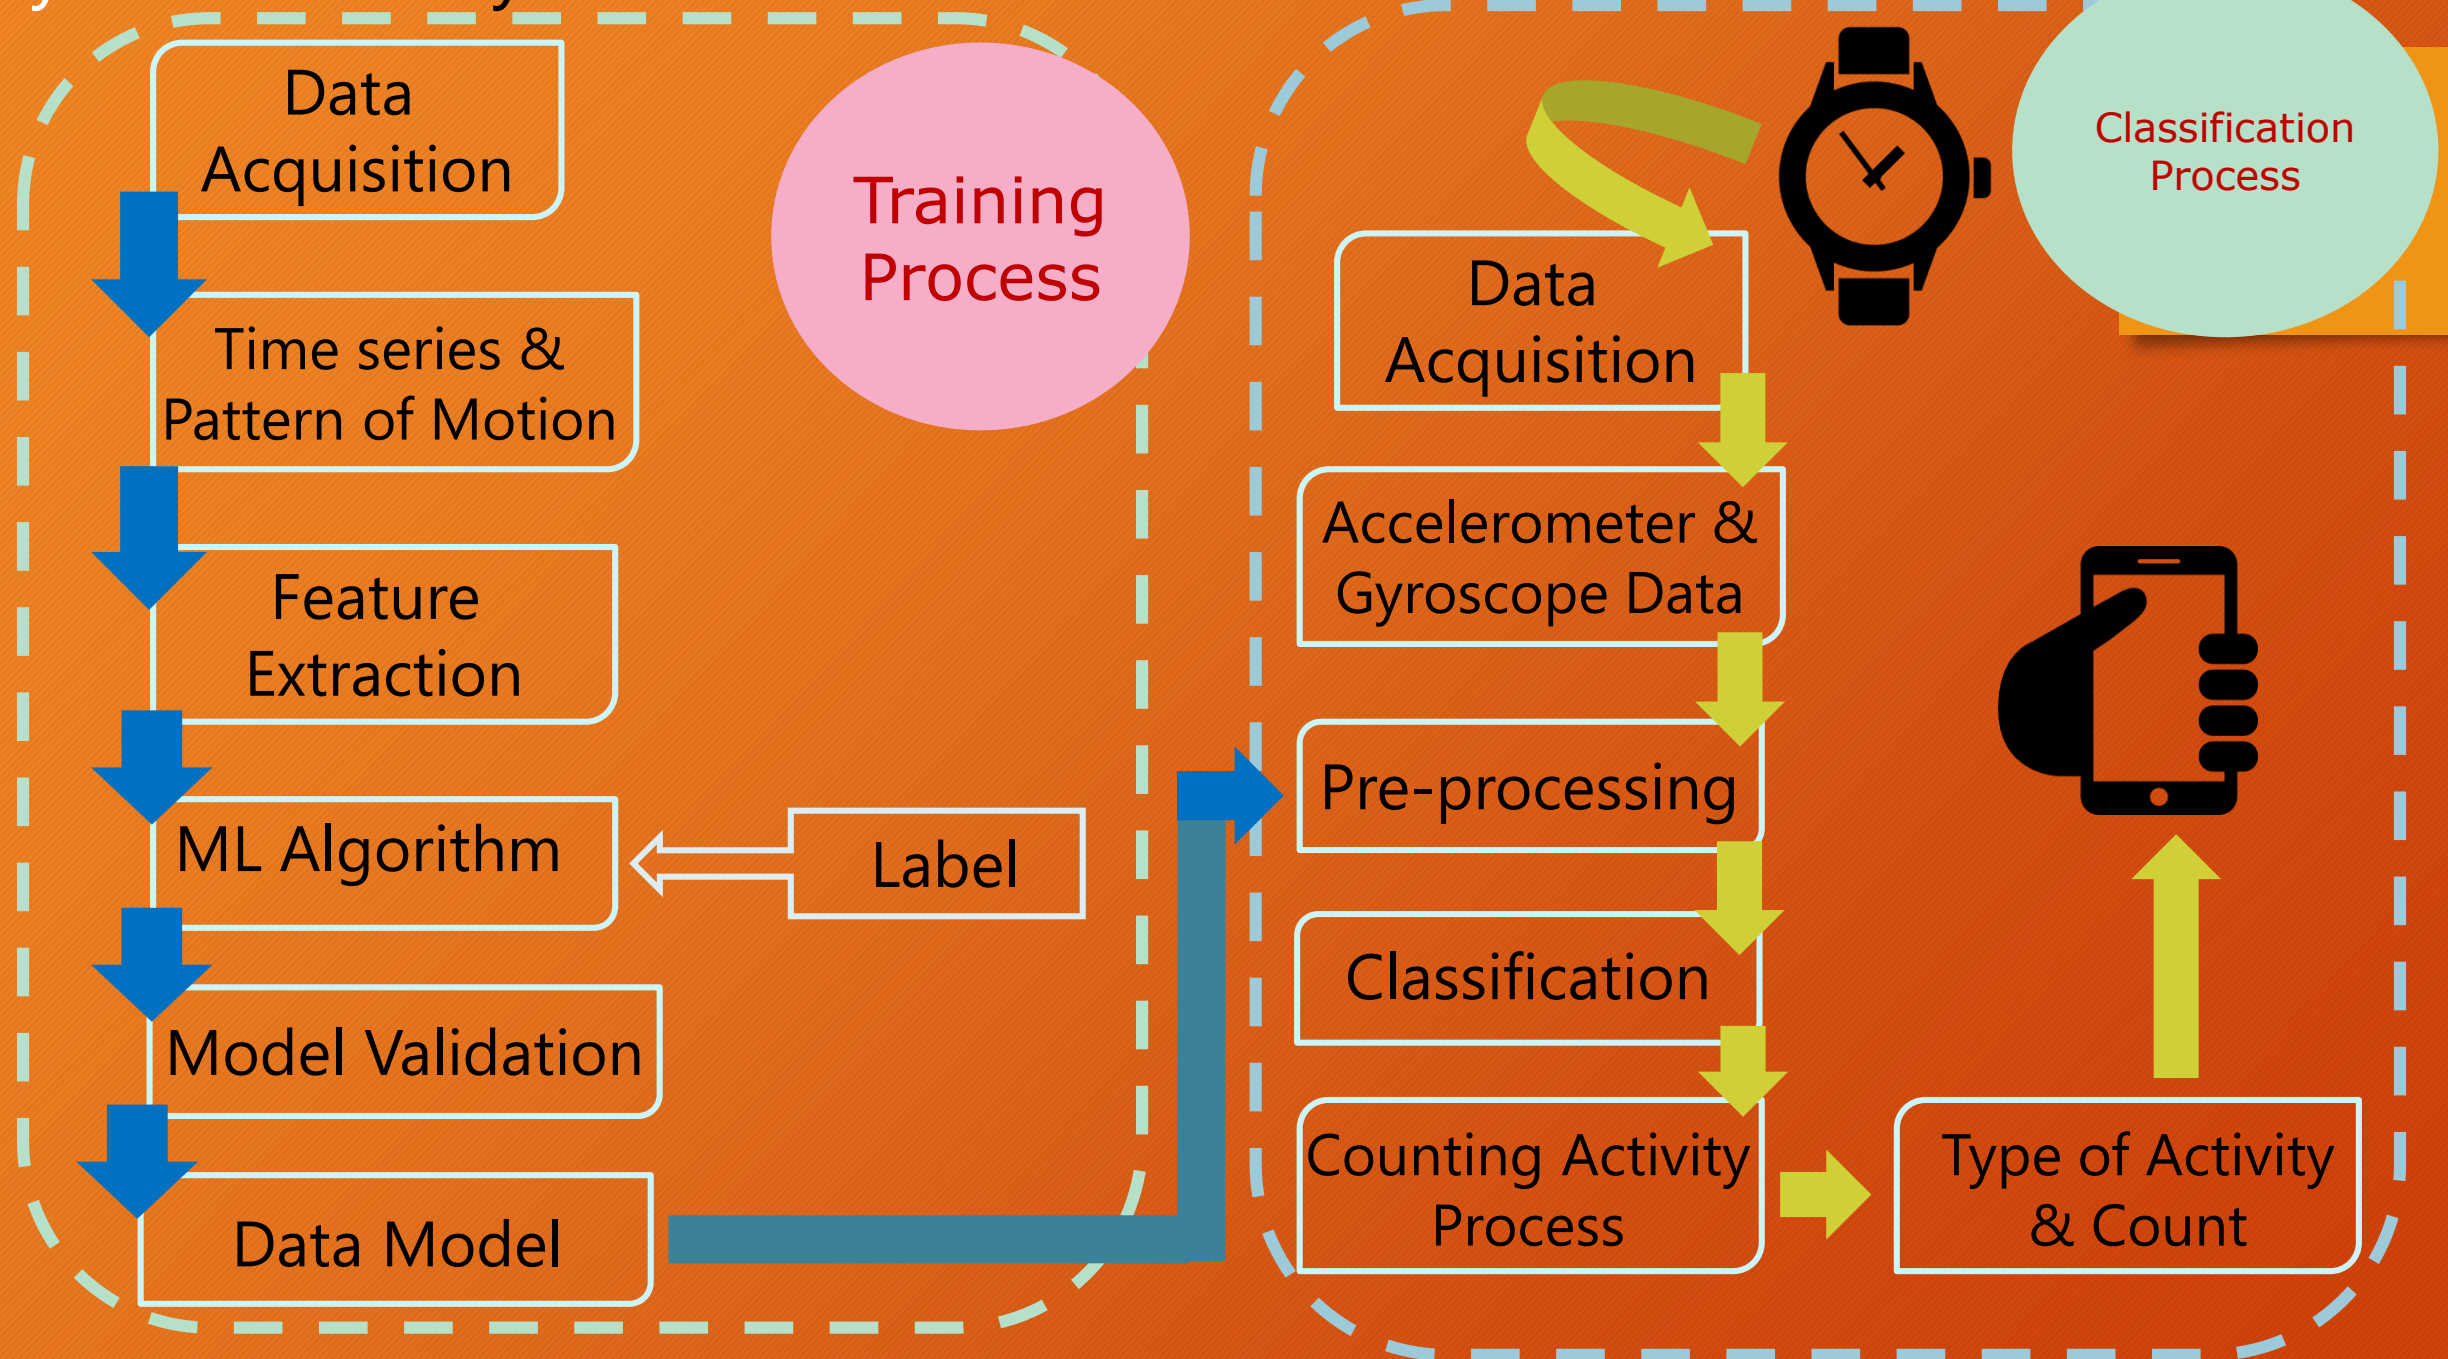 Data
Acquisition
Time series &
Pattern of Motion
Feature
Extraction
ML Algorithm
Label
Model Validation
Data Model
Training
Process
Classification
Process
Data
Acquisition
Accelerometer &
Gyroscope Data
Pre-processing
Classification
Counting Activity
Process
Type of Activity
& Count